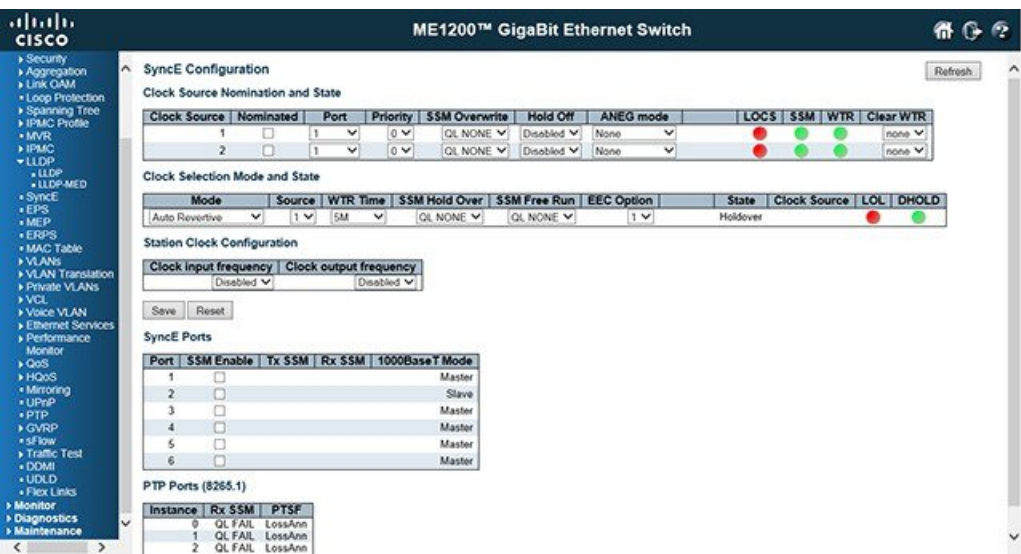 CISCO
ME1200™ GigaBit Ethernet Switch
Security
Aggregation
Link OAM
Loop Protection
Spanning Tree
IPMC Profile
MVR
IPMC
LLDP
LLDP
LLDP-MED
SyncE
EPS
MEP
ERPS
MAC Table
VLANs
VLAN Translation
Private VLANs
VCL
Voice VLAN
Ethernet Services
Performance
Monitor
QoS
HQoS
Mirroring
UPnP
PTP
GVRP
sFlow
Traffic Test
DDMI
UDLD
Flex Links
Monitor
Diagnostics
Maintenance
SyncE Configuration
Refresh
Clock Source Nomination and State
Clock Source Nominated Port Priority SSM Overwrite Hold Off ANEG mode LOCS SSM WTR Clear WTR
1 1 0 QL NONE Disabled None none
2 1 0 QL NONE Disabled None none
Clock Selection Mode and State
Mode Source WTR Time SSM Hold Over SSM Free Run EEC Option State Clock Source LOL DHOLD
Auto Revertive 1 5M QL NONE QL NONE 1 Holdover
Station Clock Configuration
Clock input frequency Clock output frequency
Disabled Disabled
Save Reset
SyncE Ports
Port SSM Enable Tx SSM Rx SSM 1000BaseT Mode
1 Master
2 Slave
3 Master
4 Master
5 Master
6 Master
PTP Ports (8265.1)
Instance Rx SSM PTSF
0 QL FAIL LossAnn
1 QL FAIL LossAnn
2 QL FAIL LossAnn